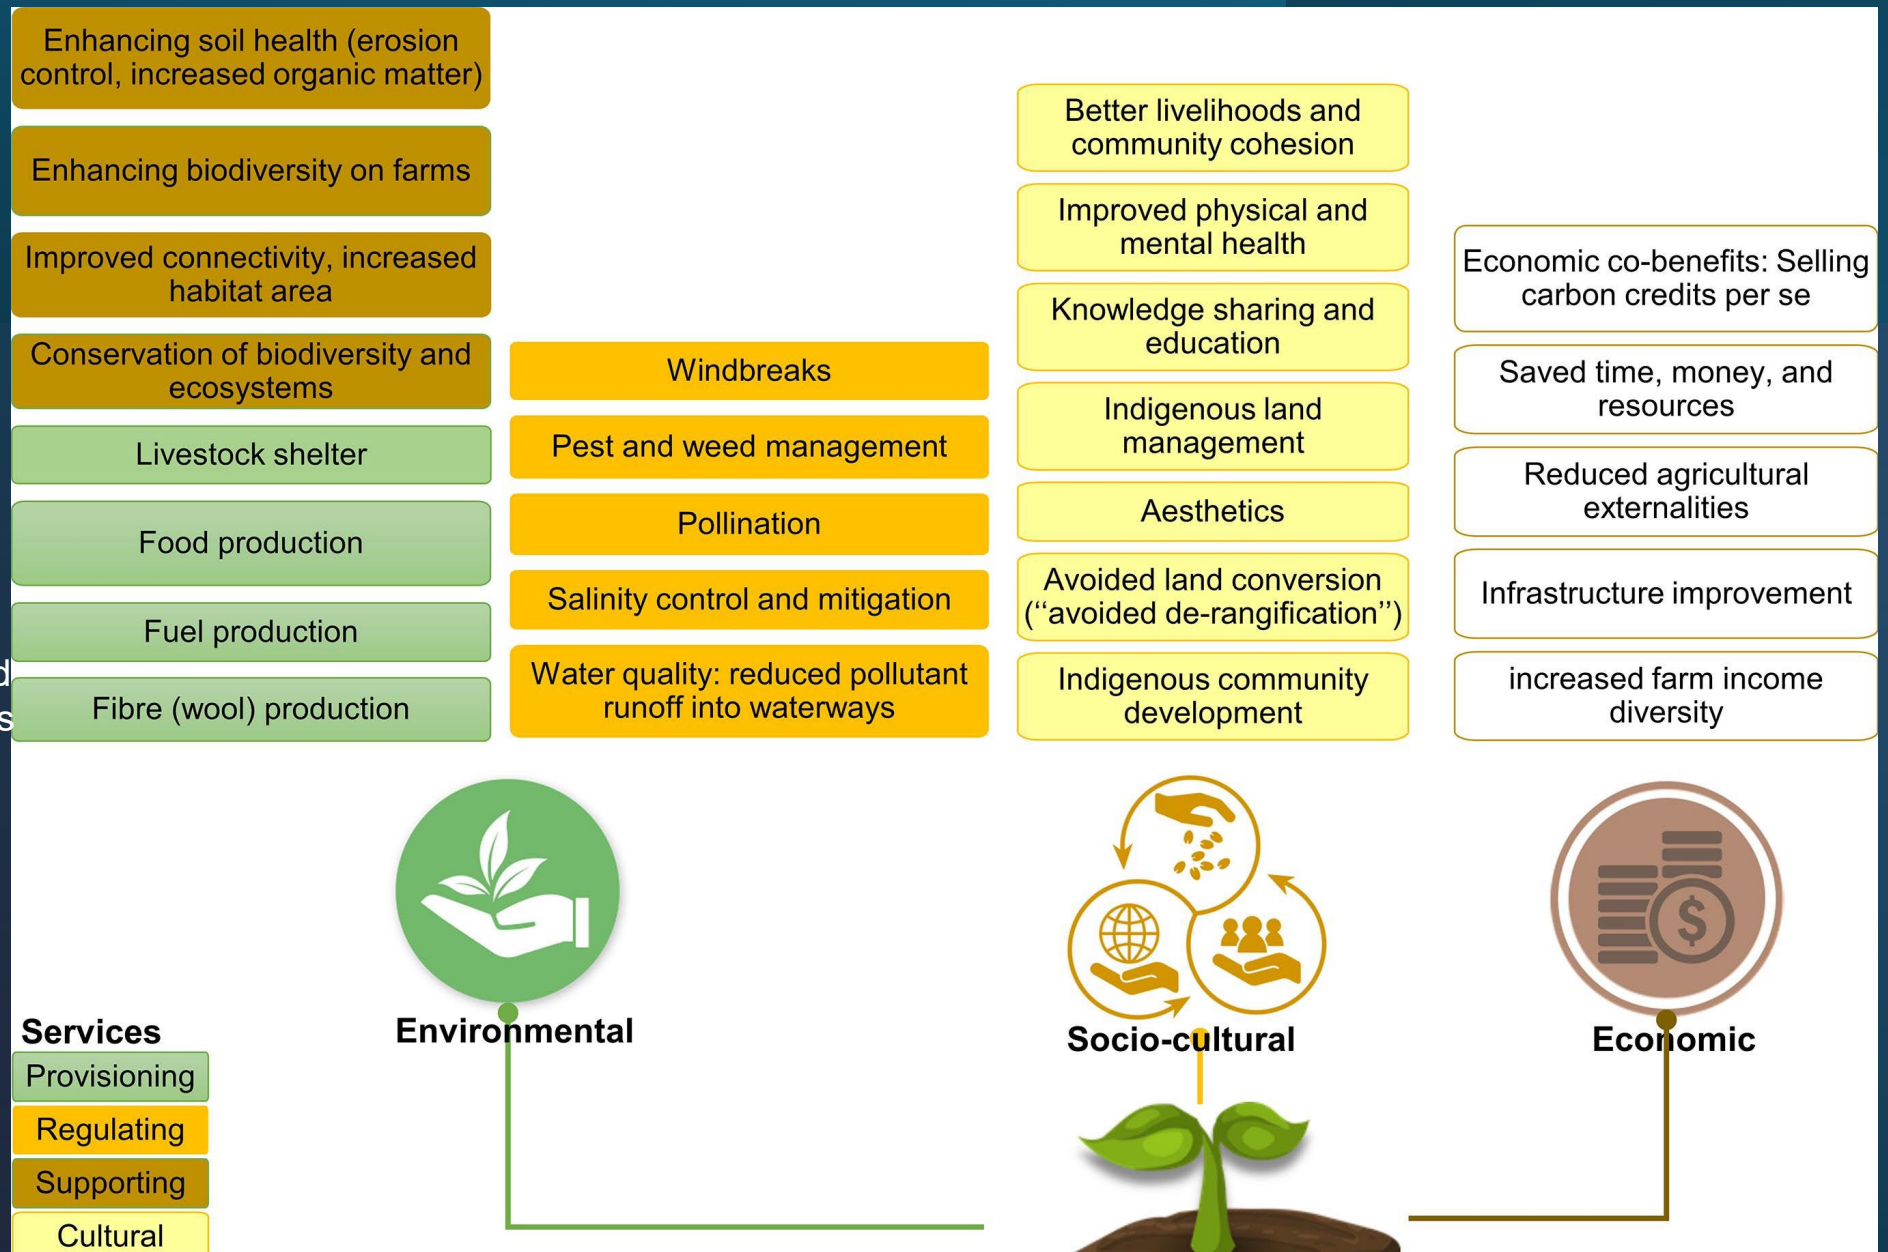 Enhancing soil health (erosion
control, increased organic matter)
Enhancing biodiversity on farms
Improved connectivity, increased
habitat area
Conservation of biodiversity and
ecosystems
Livestock shelter
Food production
Fuel production
Fibre (wool) production
Windbreaks
Pest and weed management
Pollination
Salinity control and mitigation
Water quality: reduced pollutant
runoff into waterways
Better livelihoods and
community cohesion
Improved physical and
mental health
Knowledge sharing and
education
Indigenous land
management
Aesthetics
Avoided land conversion
(‘‘avoided de-rangification’’)
Indigenous community
development
Economic co-benefits: Selling
carbon credits per se
Saved time, money, and
resources
Reduced agricultural
externalities
Infrastructure improvement
increased farm income
diversity
d
s
$
Environmental
Socio-cultural
Economic
Services
Provisioning
Regulating
Supporting
Cultural